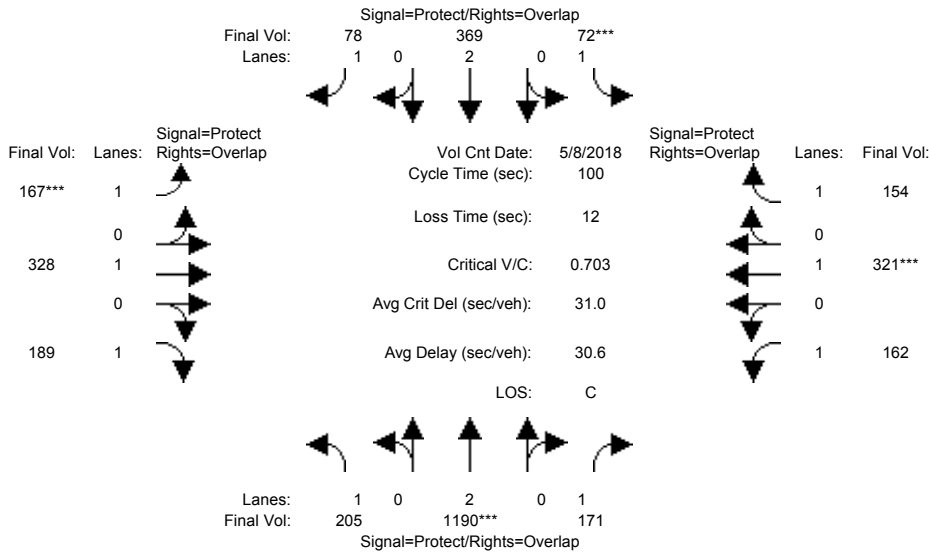 Signal=Protect/Rights=Overlap
Final Vol: 78 369 72***
Lanes: 1 0 2 0 1
Signal=Protect Signal=Protect
Final Vol: Lanes: Rights=Overlap Vol Cnt Date: 5/8/2018 Rights=Overlap Lanes: Final Vol:
Cycle Time (sec): 100
167*** 1 1 154
Loss Time (sec): 12
0 0
328 1 Critical V/C: 0.703 1 321***
0 Avg Crit Del (sec/veh): 31.0 0
189 1 Avg Delay (sec/veh): 30.6 1 162
LOS: C
Lanes: 1 0 2 0 1
Final Vol: 205 1190*** 171
Signal=Protect/Rights=Overlap